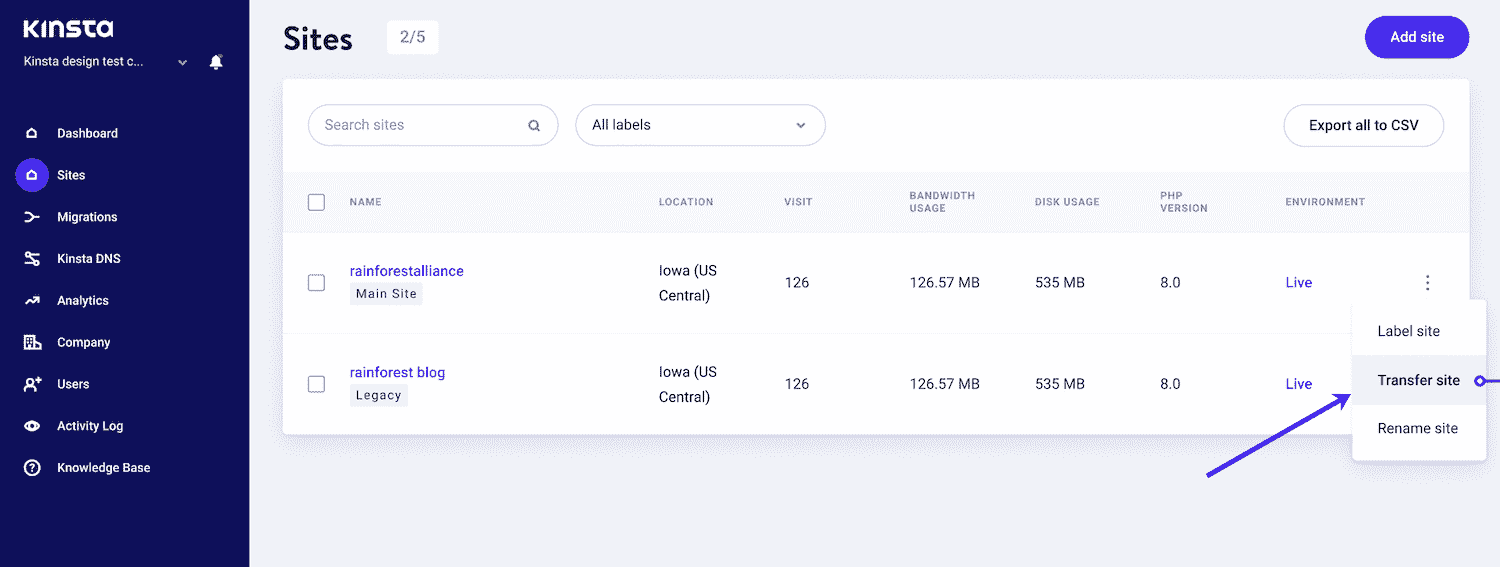 KINSTA
Kinsta design test c...
Dashboard
Sites
Migrations
Kinsta DNS
Analytics
Company
Users
Activity Log
Knowledge Base
Sites 2/5
Add site
Search sites
All labels
Export all to CSV
NAME LOCATION VISIT BANDWIDTH USAGE DISK USAGE PHP VERSION ENVIRONMENT
rainforestalliance
Main Site
Iowa (US
Central)
126 126.57 MB 535 MB 8.0 Live
rainforest blog
Legacy
Iowa (US
Central)
126 126.57 MB 535 MB 8.0 Live
Label site
Transfer site
Rename site